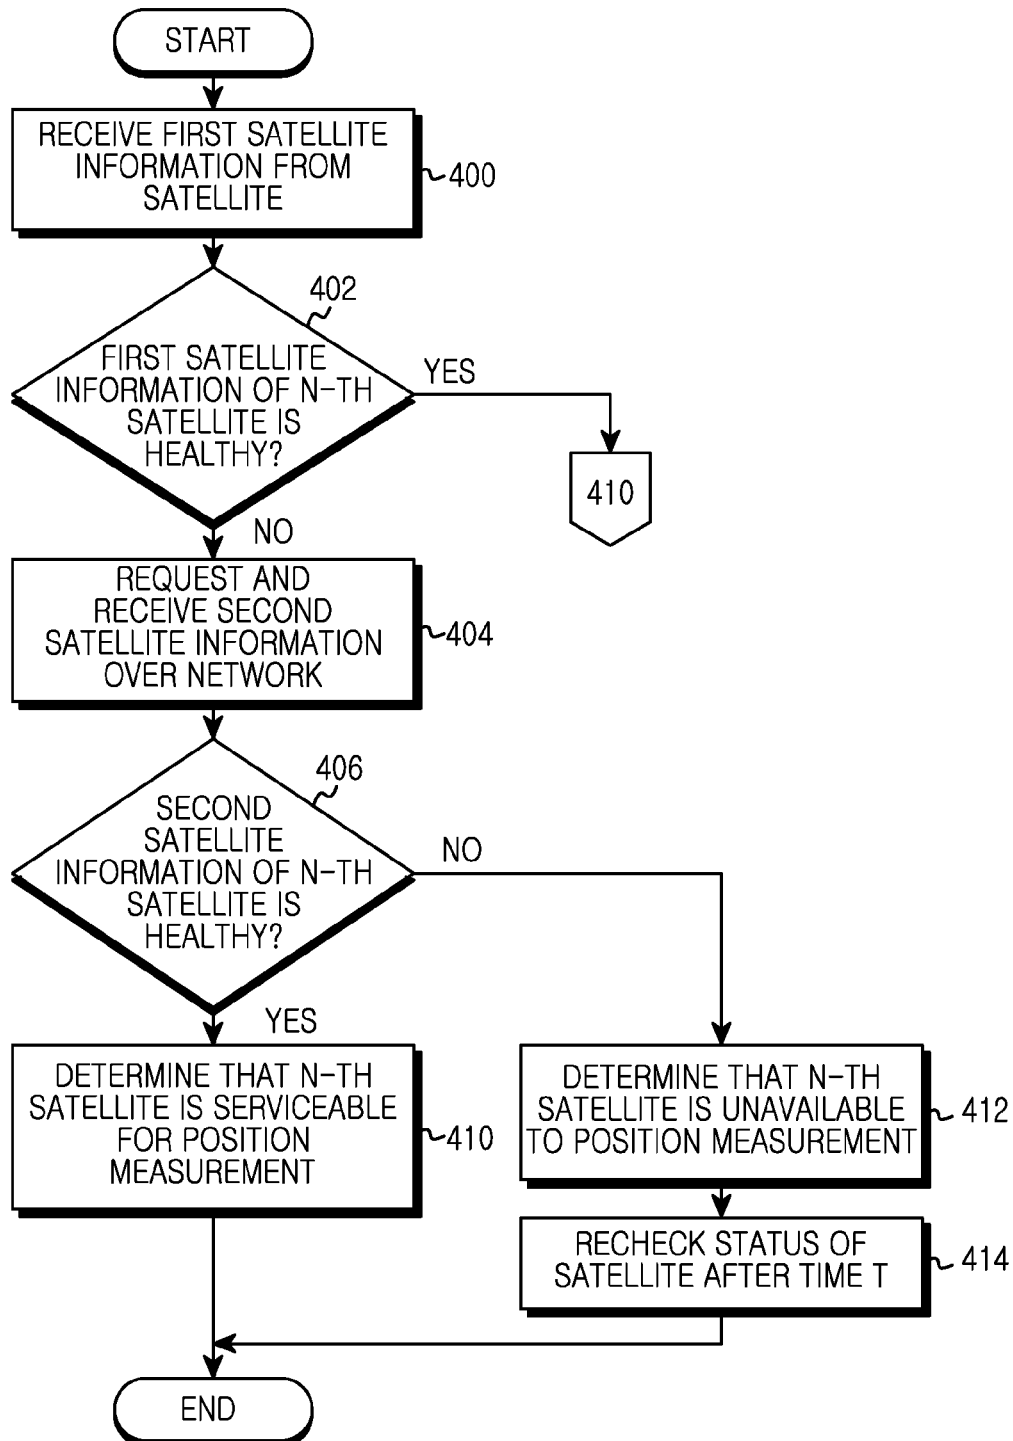 START
RECEIVE FIRST SATELLITE
INFORMATION FROM
SATELLITE
400
402
FIRST SATELLITE
INFORMATION OF N-TH
SATELLITE IS
HEALTHY?
YES
410
NO
REQUEST AND
RECEIVE SECOND
SATELLITE INFORMATION
OVER NETWORK
404
406
SECOND
SATELLITE
INFORMATION OF N-TH
SATELLITE IS
HEALTHY?
NO
YES
DETERMINE THAT N-TH
SATELLITE IS SERVICEABLE
FOR POSITION
MEASUREMENT
410
DETERMINE THAT N-TH
SATELLITE IS UNAVAILABLE
TO POSITION MEASUREMENT
412
RECHECK STATUS OF
SATELLITE AFTER TIME T
414
END